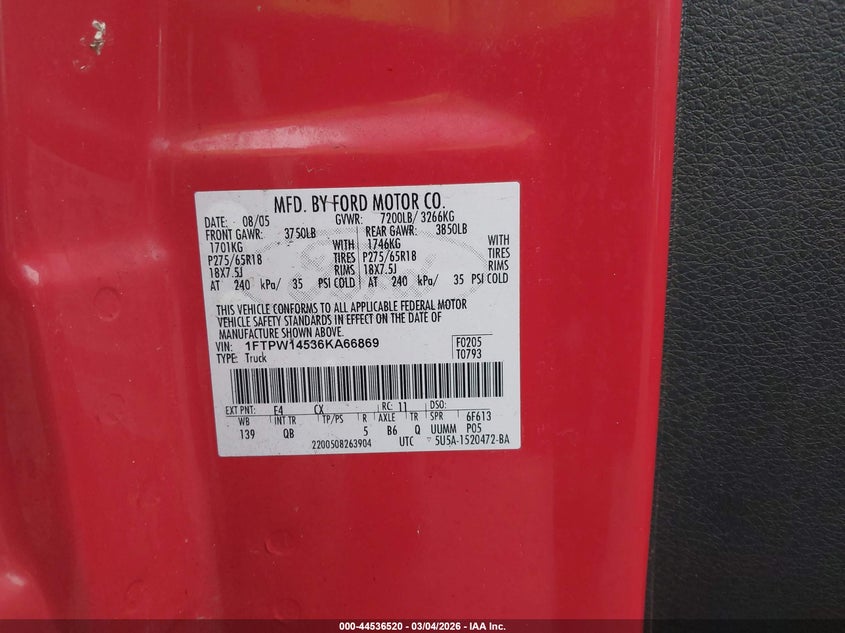 MFD. BY FORD MOTOR CO.
DATE: 08/05 GVWR: 7200LB/ 3266KG
FRONT GAWR: 3750LB REAR GAWR: 3850LB
1701KG WITH 1746KG WITH
P275/65R18 TIRES P275/65R18 TIRES
18X7.5J RIMS 18X7.5J RIMS
AT 240 kPa/ 35 PSI COLD AT 240 kPa/ 35 PSI COLD
THIS VEHICLE CONFORMS TO ALL APPLICABLE FEDERAL MOTOR
VEHICLE SAFETY STANDARDS IN EFFECT ON THE DATE OF
MANUFACTURE SHOWN ABOVE.
VIN: 1FTPW14536KA66869 F0205
TYPE: Truck T0793
EXT PNT: E4 CX RC: 11 DSO:
WB INT TR TP/PS R AXLE TR SPR 6F613
139 QB 5 B6 Q UUMM P05
2200508263904 UTC 5U5A-1520472-BA
000-44536520 - 03/04/2026 - IAA Inc.